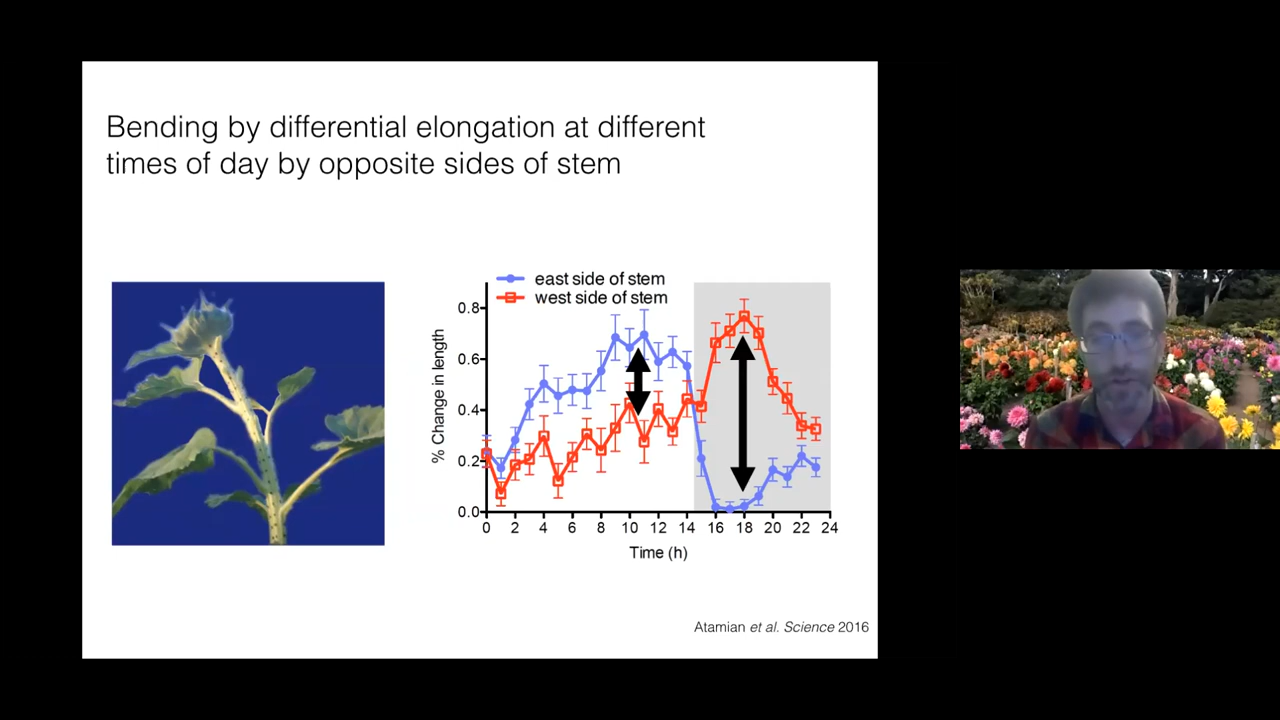 Bending by differential elongation at different
times of day by opposite sides of stem
east side of stem
west side of stem
% Change in length
0.8
0.6
0.4
0.2
0.0
0 2 4 6 8 10 12 14 16 18 20 22 24
Time (h)
Atamian et al. Science 2016